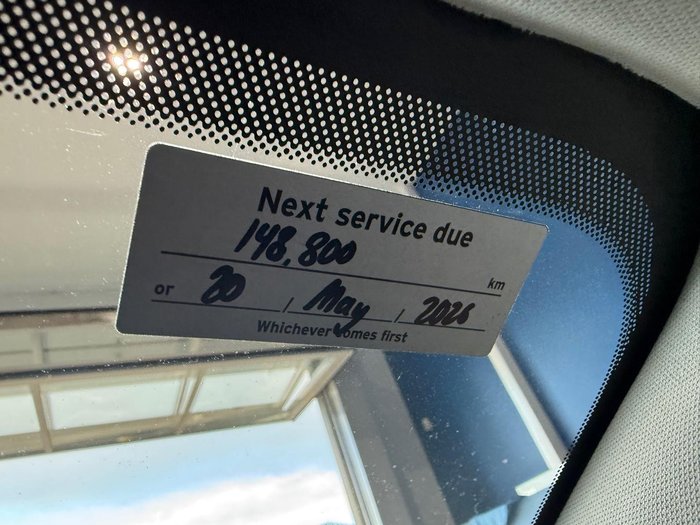 Next service due
148,800 km
or 20 / May / 2026
Whichever comes first